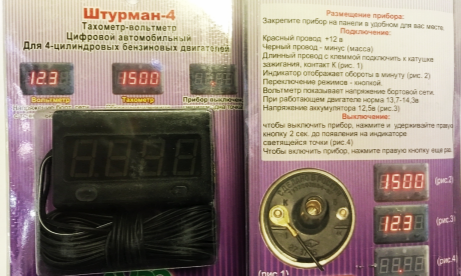 Штурман-4
Тахометр-вольтметр
Цифровой автомобильный
Для 4-цилиндровых бензиновых двигателей
12.3 1500
Вольтметр Тахометр Прибор выключен
Размещение прибора:
Закрепите прибор на панели в удобном для вас месте.
Подключение:
Красный провод +12 в
Черный провод - минус (масса)
Длинный провод с клеммой подключить к катушке
зажигания, контакт К (рис. 1)
Индикатор отображает обороты в минуту (рис. 2)
Переключение режимов - кнопкой.
Вольтметр показывает напряжение бортовой сети.
При работающем двигателе норма 13,7-14,3в
Напряжение аккумулятора 12,5в (рис. 3)
Выключение:
чтобы выключить прибор, нажмите и удерживайте правую
кнопку 2 сек. до появления на индикаторе
светящейся точки (рис.4)
Чтобы включить прибор, нажмите правую кнопку еще раз.
1500 (рис.2)
К
12.3 (рис.3)
(рис.4)
(рис.1)